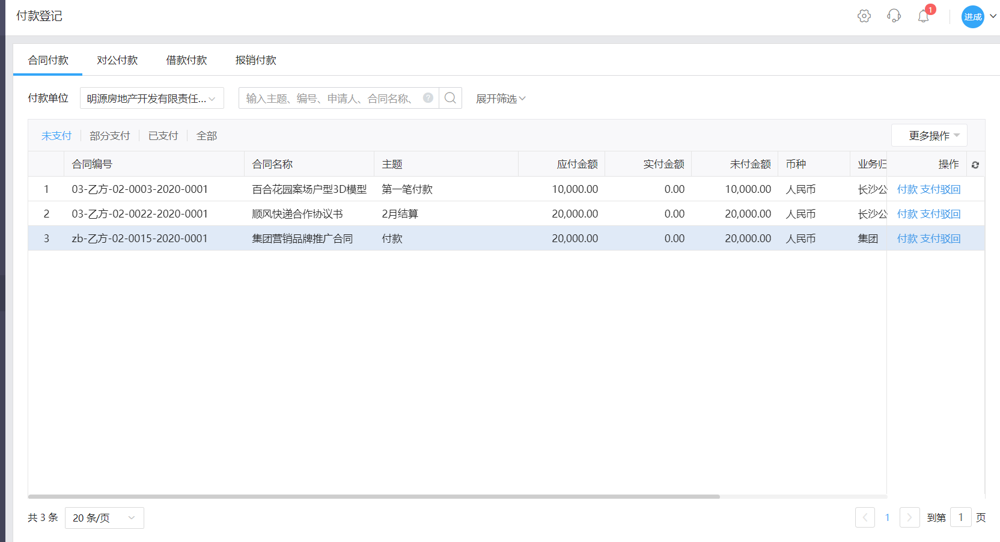 付款登记
1
进成
合同付款 对公付款 借款付款 报销付款
付款单位 明源房地产开发有限责任... 输入主题、编号、申请人、合同名称、 ? 展开筛选
未支付 部分支付 已支付 全部 更多操作
合同编号 合同名称 主题 应付金额 实付金额 未付金额 币种 业务归 操作
1 03-乙方-02-0003-2020-0001 百合花园案场户型3D模型 第一笔付款 10,000.00 0.00 10,000.00 人民币 长沙公 付款 支付驳回
2 03-乙方-02-0022-2020-0001 顺风快递合作协议书 2月结算 20,000.00 0.00 20,000.00 人民币 长沙公 付款 支付驳回
3 zb-乙方-02-0015-2020-0001 集团营销品牌推广合同 付款 20,000.00 0.00 20,000.00 人民币 集团 付款 支付驳回
共 3 条 20 条/页 1 到第 1 页